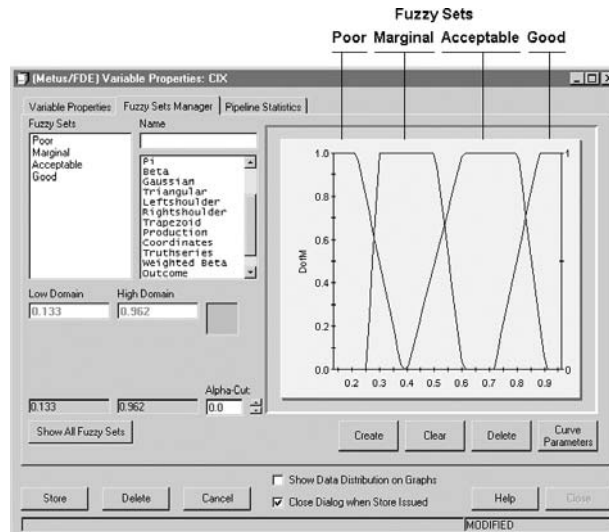 Fuzzy Sets
Poor Marginal Acceptable Good
(Metus/FDE) Variable Properties: CIX
Variable Properties Fuzzy Sets Manager Pipeline Statistics
Fuzzy Sets
Poor
Marginal
Acceptable
Good
Name
Pi
Beta
Gaussian
Triangular
Leftshoulder
Rightshoulder
Trapezoid
Production
Coordinates
Truthseries
Weighted Beta
Outcome
Low Domain High Domain
0.133 0.962
Alpha-Cut:
0.133 0.962 0.0
Show All Fuzzy Sets
1.0 1
0.8
0.6
DofM
0.4
0.2
0.0 0
0.2 0.3 0.4 0.5 0.6 0.7 0.8 0.9
Create Clear Delete Curve Parameters
Show Data Distribution on Graphs
Store Delete Cancel Close Dialog when Store Issued Help Close
MODIFIED